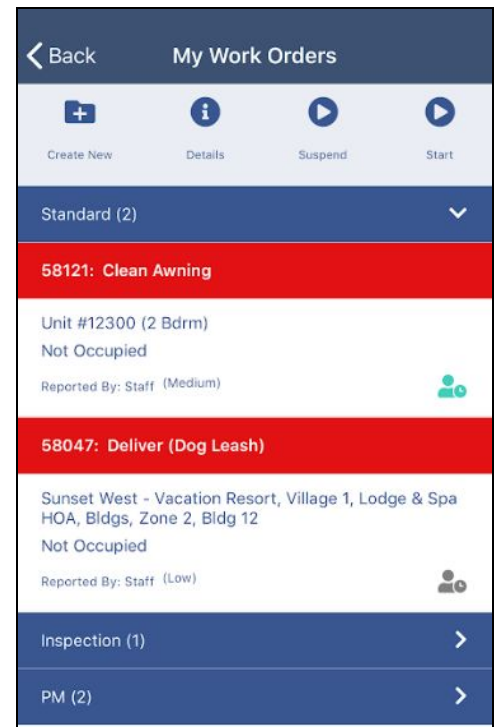 Back My Work Orders
Create New Details Suspend Start
Standard (2)
58121: Clean Awning
Unit #12300 (2 Bdrm)
Not Occupied
Reported By: Staff (Medium)
58047: Deliver (Dog Leash)
Sunset West - Vacation Resort, Village 1, Lodge & Spa
HOA, Bldgs, Zone 2, Bldg 12
Not Occupied
Reported By: Staff (Low)
Inspection (1)
PM (2)